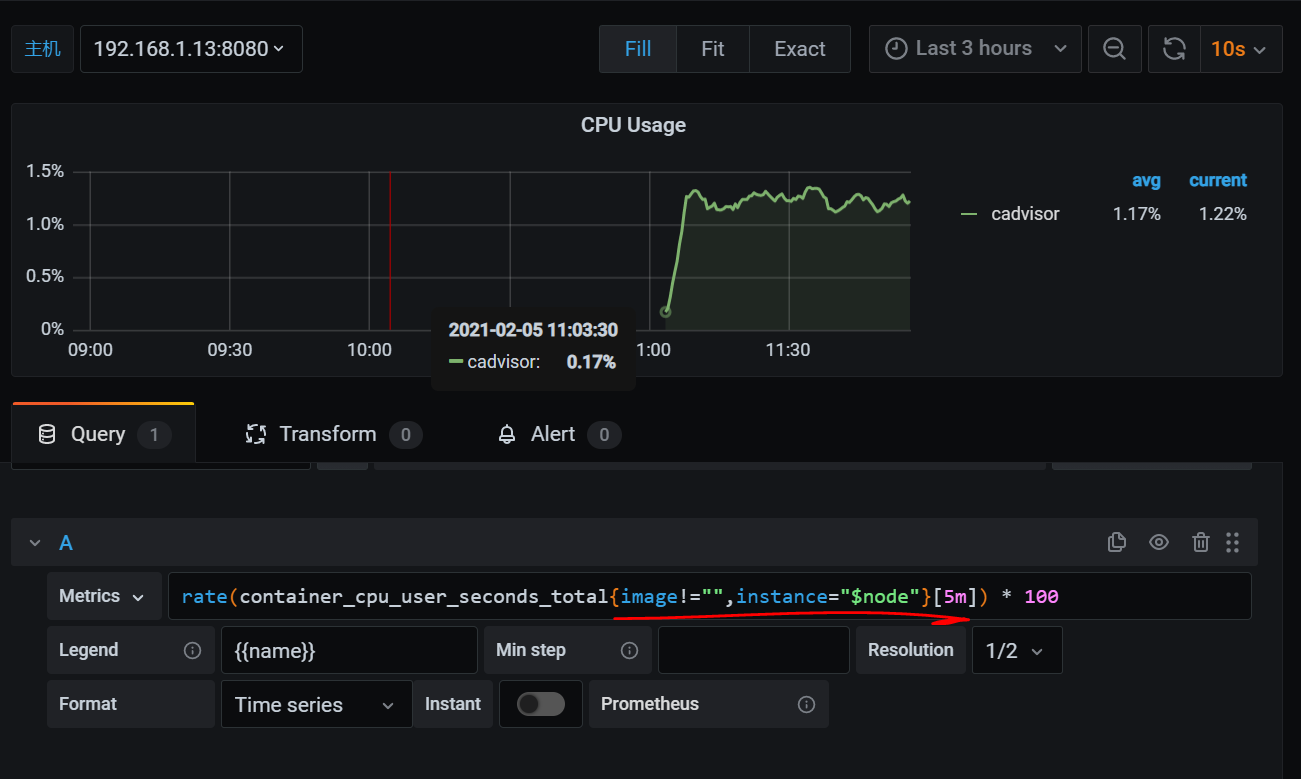 主机 192.168.1.13:8080 Fill Fit Exact Last 3 hours 10s
CPU Usage
1.5%
1.0%
0.5%
0%
09:00 09:30 10:00 1:00 11:30
avg current
cadvisor 1.17% 1.22%
2021-02-05 11:03:30
cadvisor: 0.17%
Query 1 Transform 0 Alert 0
A
Metrics rate(container_cpu_user_seconds_total{image!="",instance="$node"}[5m]) * 100
Legend {{name}} Min step Resolution 1/2
Format Time series Instant Prometheus